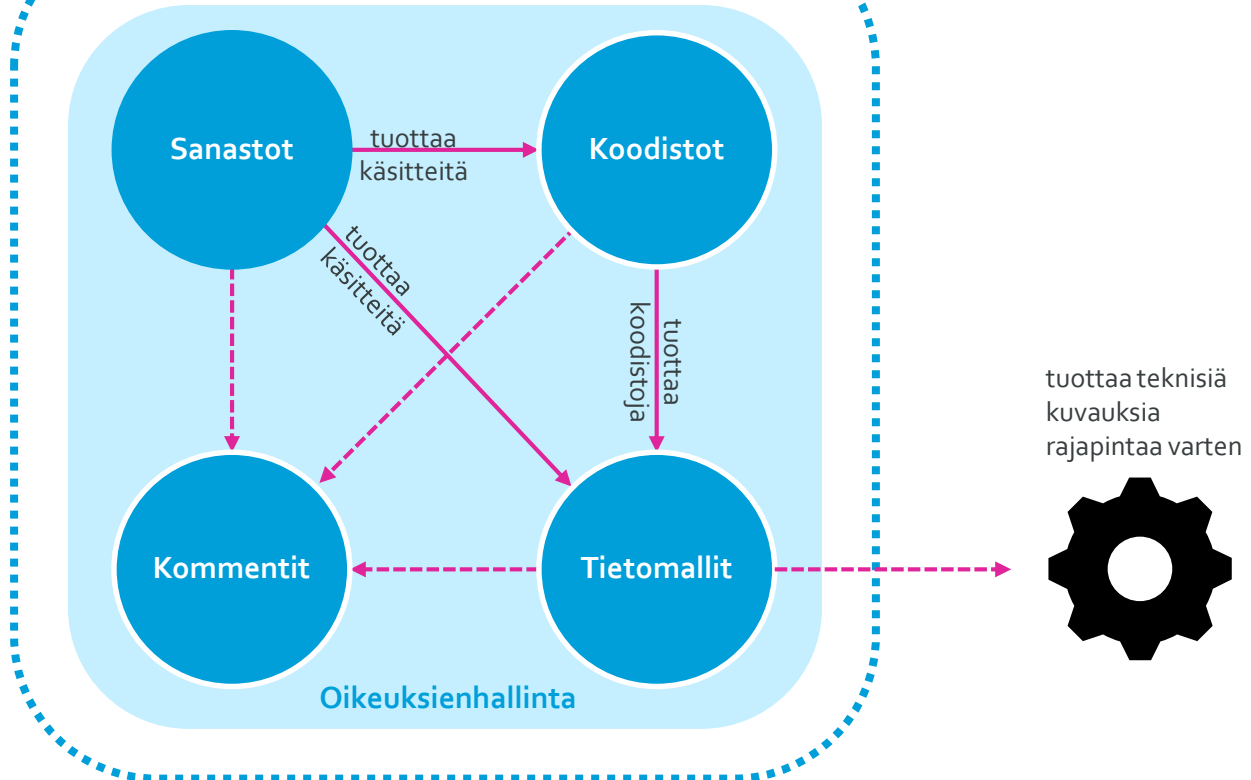 Sanastot
tuottaa
käsitteitä
Koodistot
tuottaa
käsitteitä
tuottaa
koodistoja
tuottaa teknisiä
kuvauksia
rajapintaa varten
Kommentit
Tietomallit
Oikeuksienhallinta